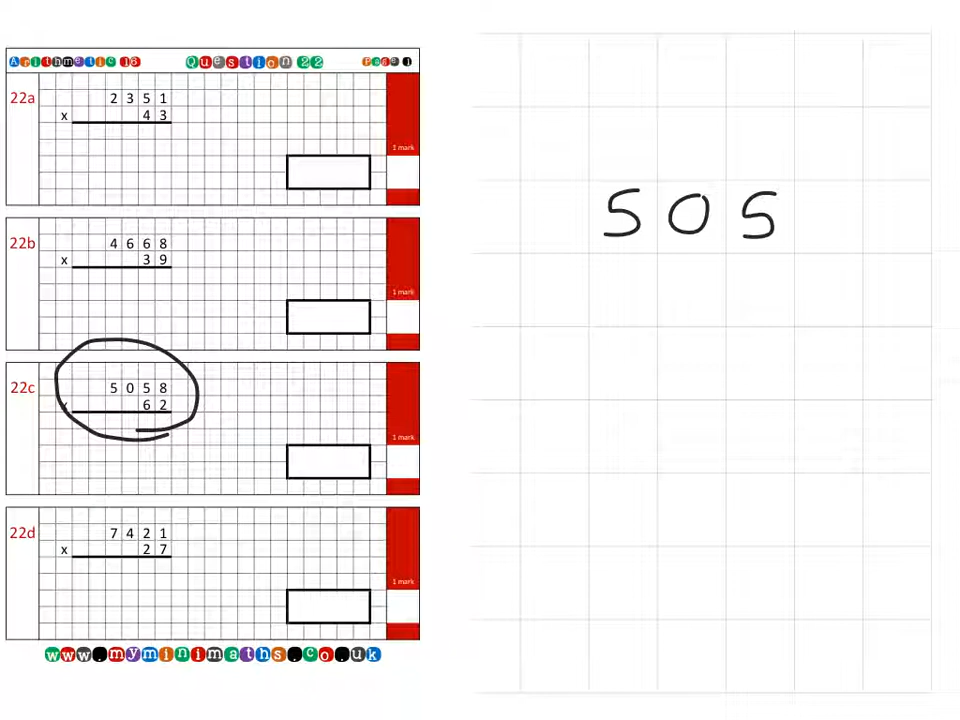 Arithmetic 16 Question 22 Page 1
22a 2 3 5 1
x 4 3
1 mark
22b 4 6 6 8
x 3 9
1 mark
22c 5 0 5 8
x 6 2
1 mark
22d 7 4 2 1
x 2 7
1 mark
www.myminimaths.co.uk
5 0 5